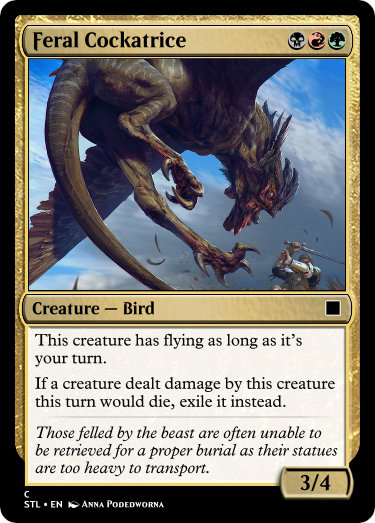 Feral Cockatrice
Creature — Bird
This creature has flying as long as it's
your turn.
If a creature dealt damage by this creature
this turn would die, exile it instead.
Those felled by the beast are often unable to
be retrieved for a proper burial as their statues
are too heavy to transport.
3/4
C
STL • EN Anna Podedworna